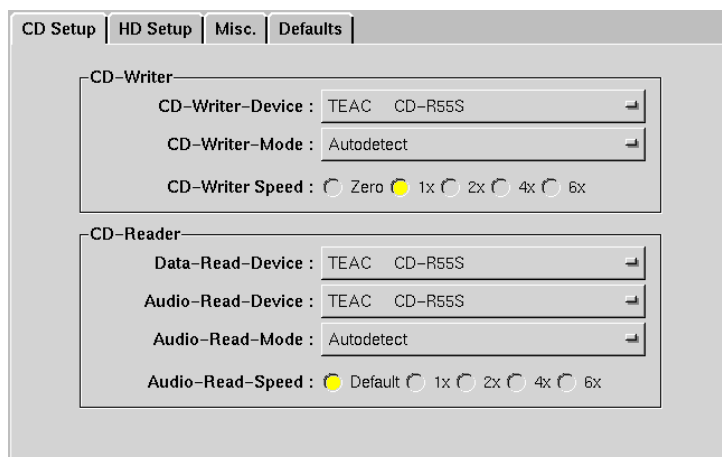 CD Setup HD Setup Misc. Defaults
CD-Writer
CD-Writer-Device : TEAC CD-R55S
CD-Writer-Mode : Autodetect
CD-Writer Speed : Zero 1x 2x 4x 6x
CD-Reader
Data-Read-Device : TEAC CD-R55S
Audio-Read-Device : TEAC CD-R55S
Audio-Read-Mode : Autodetect
Audio-Read-Speed : Default 1x 2x 4x 6x